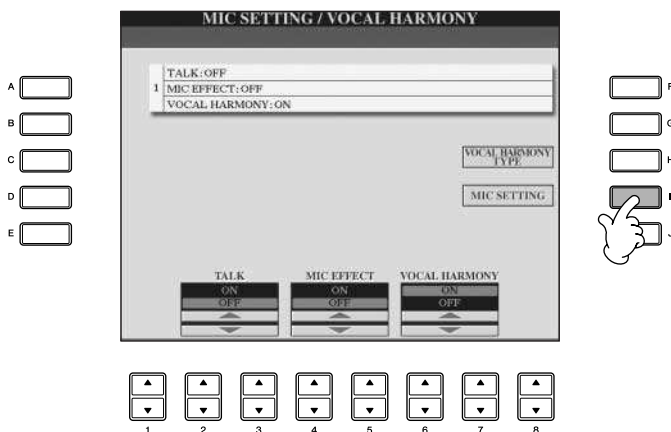 MIC SETTING / VOCAL HARMONY
TALK:OFF
1 MIC EFFECT:OFF
VOCAL HARMONY:ON
A
B
C
D
E
F
G
H
I
J
VOCAL HARMONY
TYPE
MIC SETTING
TALK
MIC EFFECT
VOCAL HARMONY
ON
ON
ON
OFF
OFF
OFF
1 2 3 4 5 6 7 8